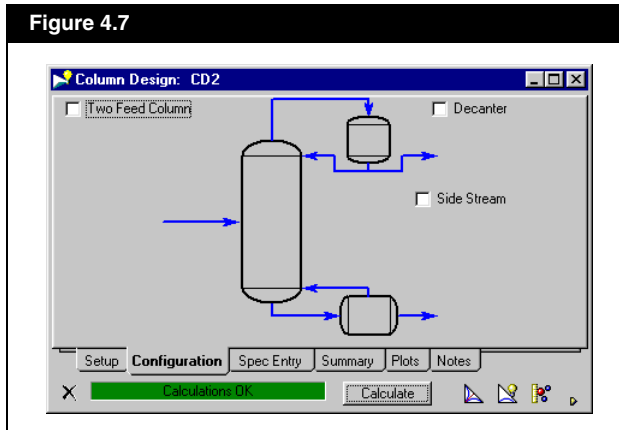 Figure 4.7
Column Design: CD2
Two Feed Column
Decanter
Side Stream
Setup Configuration Spec Entry Summary Plots Notes
Calculations OK Calculate